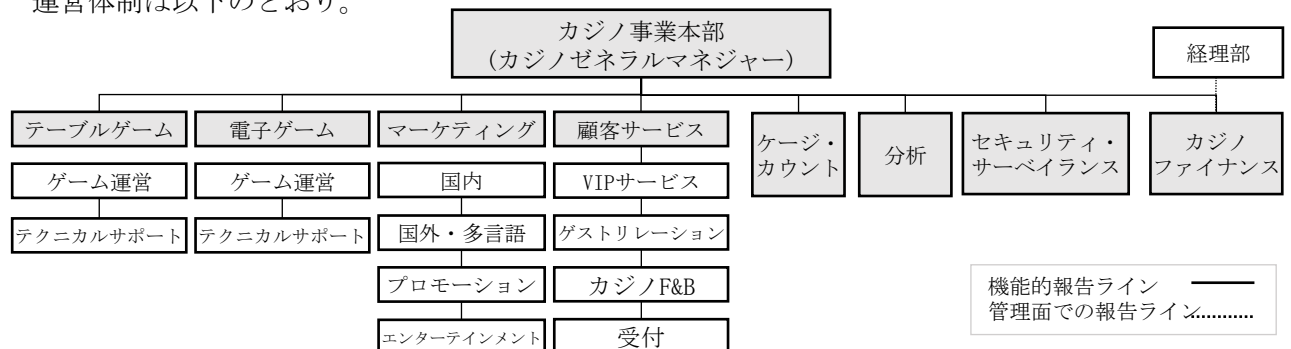 運営体制は以下のとおり。
カジノ事業本部
(カジノゼネラルマネジャー)
経理部
テーブルゲーム
電子ゲーム
マーケティング
顧客サービス
ケージ・
カウント
分析
セキュリティ・
サーベイランス
カジノ
ファイナンス
ゲーム運営
ゲーム運営
国内
VIPサービス
テクニカルサポート
テクニカルサポート
国外・多言語
ゲストリレーション
プロモーション
カジノF&B
エンターテインメント
受付
機能的報告ライン
管理面での報告ライン